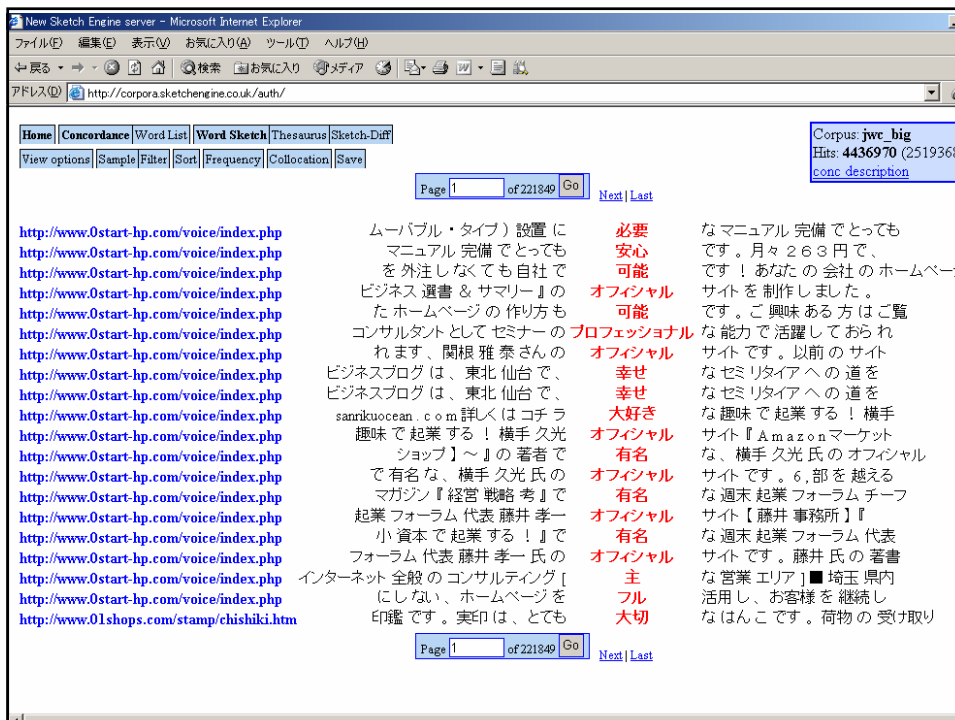 New Sketch Engine server - Microsoft Internet Explorer
ファイル(F) 編集(E) 表示(V) お気に入り(A) ツール(T) ヘルプ(H)
戻る 検索 お気に入り メディア
アドレス(D) http://corpora.sketchengine.co.uk/auth/
Home Concordance Word List Word Sketch Thesaurus Sketch-Diff
View options Sample Filter Sort Frequency Collocation Save
Corpus: jwc_big
Hits: 4436970 (2519368
conc description
Page 1 of 221849 Go Next | Last
http://www.0start-hp.com/voice/index.php ムーバブル ・ タイプ ) 設置 に 必要 な マニュアル 完備 で とっても
http://www.0start-hp.com/voice/index.php マニュアル 完備 で とっても 安心 です 。 月々 2 6 3 円 で 、
http://www.0start-hp.com/voice/index.php を 外注 し なく て も 自社 で 可能 です ! あなた の 会社 の ホームペー
http://www.0start-hp.com/voice/index.php ビジネス 選書 & サマリー 』 の オフィシャル サイト を 制作 し まし た 。
http://www.0start-hp.com/voice/index.php た ホームページ の 作り方 も 可能 です 。 ご 興味 ある 方 は ご覧
http://www.0start-hp.com/voice/index.php コンサルタント として セミナー の プロフェッショナル な 能力 で 活躍 し て おら れ
http://www.0start-hp.com/voice/index.php れ ます 、 関根 雅 泰 さん の オフィシャル サイト です 。 以前 の サイト
http://www.0start-hp.com/voice/index.php ビジネスブログ は 、 東北 仙台 で 、 幸せ な セミリタイア へ の 道 を
http://www.0start-hp.com/voice/index.php ビジネスブログ は 、 東北 仙台 で 、 幸せ な セミリタイア へ の 道 を
http://www.0start-hp.com/voice/index.php sanrikuocean . c o m 詳しく は コチラ 大好き な 趣味 で 起業 する ! 横手
http://www.0start-hp.com/voice/index.php 趣味 で 起業 する ! 横手 久光 オフィシャル サイト 『 A m a z o n マーケット
http://www.0start-hp.com/voice/index.php ショップ 】 ~ 』 の 著者 で 有名 な 、 横手 久光 氏 の オフィシャル
http://www.0start-hp.com/voice/index.php で 有名 な 、 横手 久光 氏 の オフィシャル サイト です 。 6 , 部 を 越える
http://www.0start-hp.com/voice/index.php マガジン 『 経営 戦略 考 』 で 有名 な 週末 起業 フォーラム チーフ
http://www.0start-hp.com/voice/index.php 起業 フォーラム 代表 藤井 孝一 オフィシャル サイト 【 藤井 事務所 】 『
http://www.0start-hp.com/voice/index.php 小 資本 で 起業 する ! 』 で 有名 な 週末 起業 フォーラム 代表
http://www.0start-hp.com/voice/index.php フォーラム 代表 藤井 孝一 氏 の オフィシャル サイト です 。 藤井 氏 の 著書
http://www.0start-hp.com/voice/index.php インターネット 全般 の コンサルティング [ 主 な 営業 エリア ] ■ 埼玉 県内
http://www.0start-hp.com/voice/index.php に し ない 、 ホームページ を フル 活用 し 、 お客様 を 継続 し
http://www.01shops.com/stamp/chishiki.htm 印鑑 です 。 実印 は 、 とても 大切 な はんこ です 。 荷物 の 受け取り
Page 1 of 221849 Go Next | Last